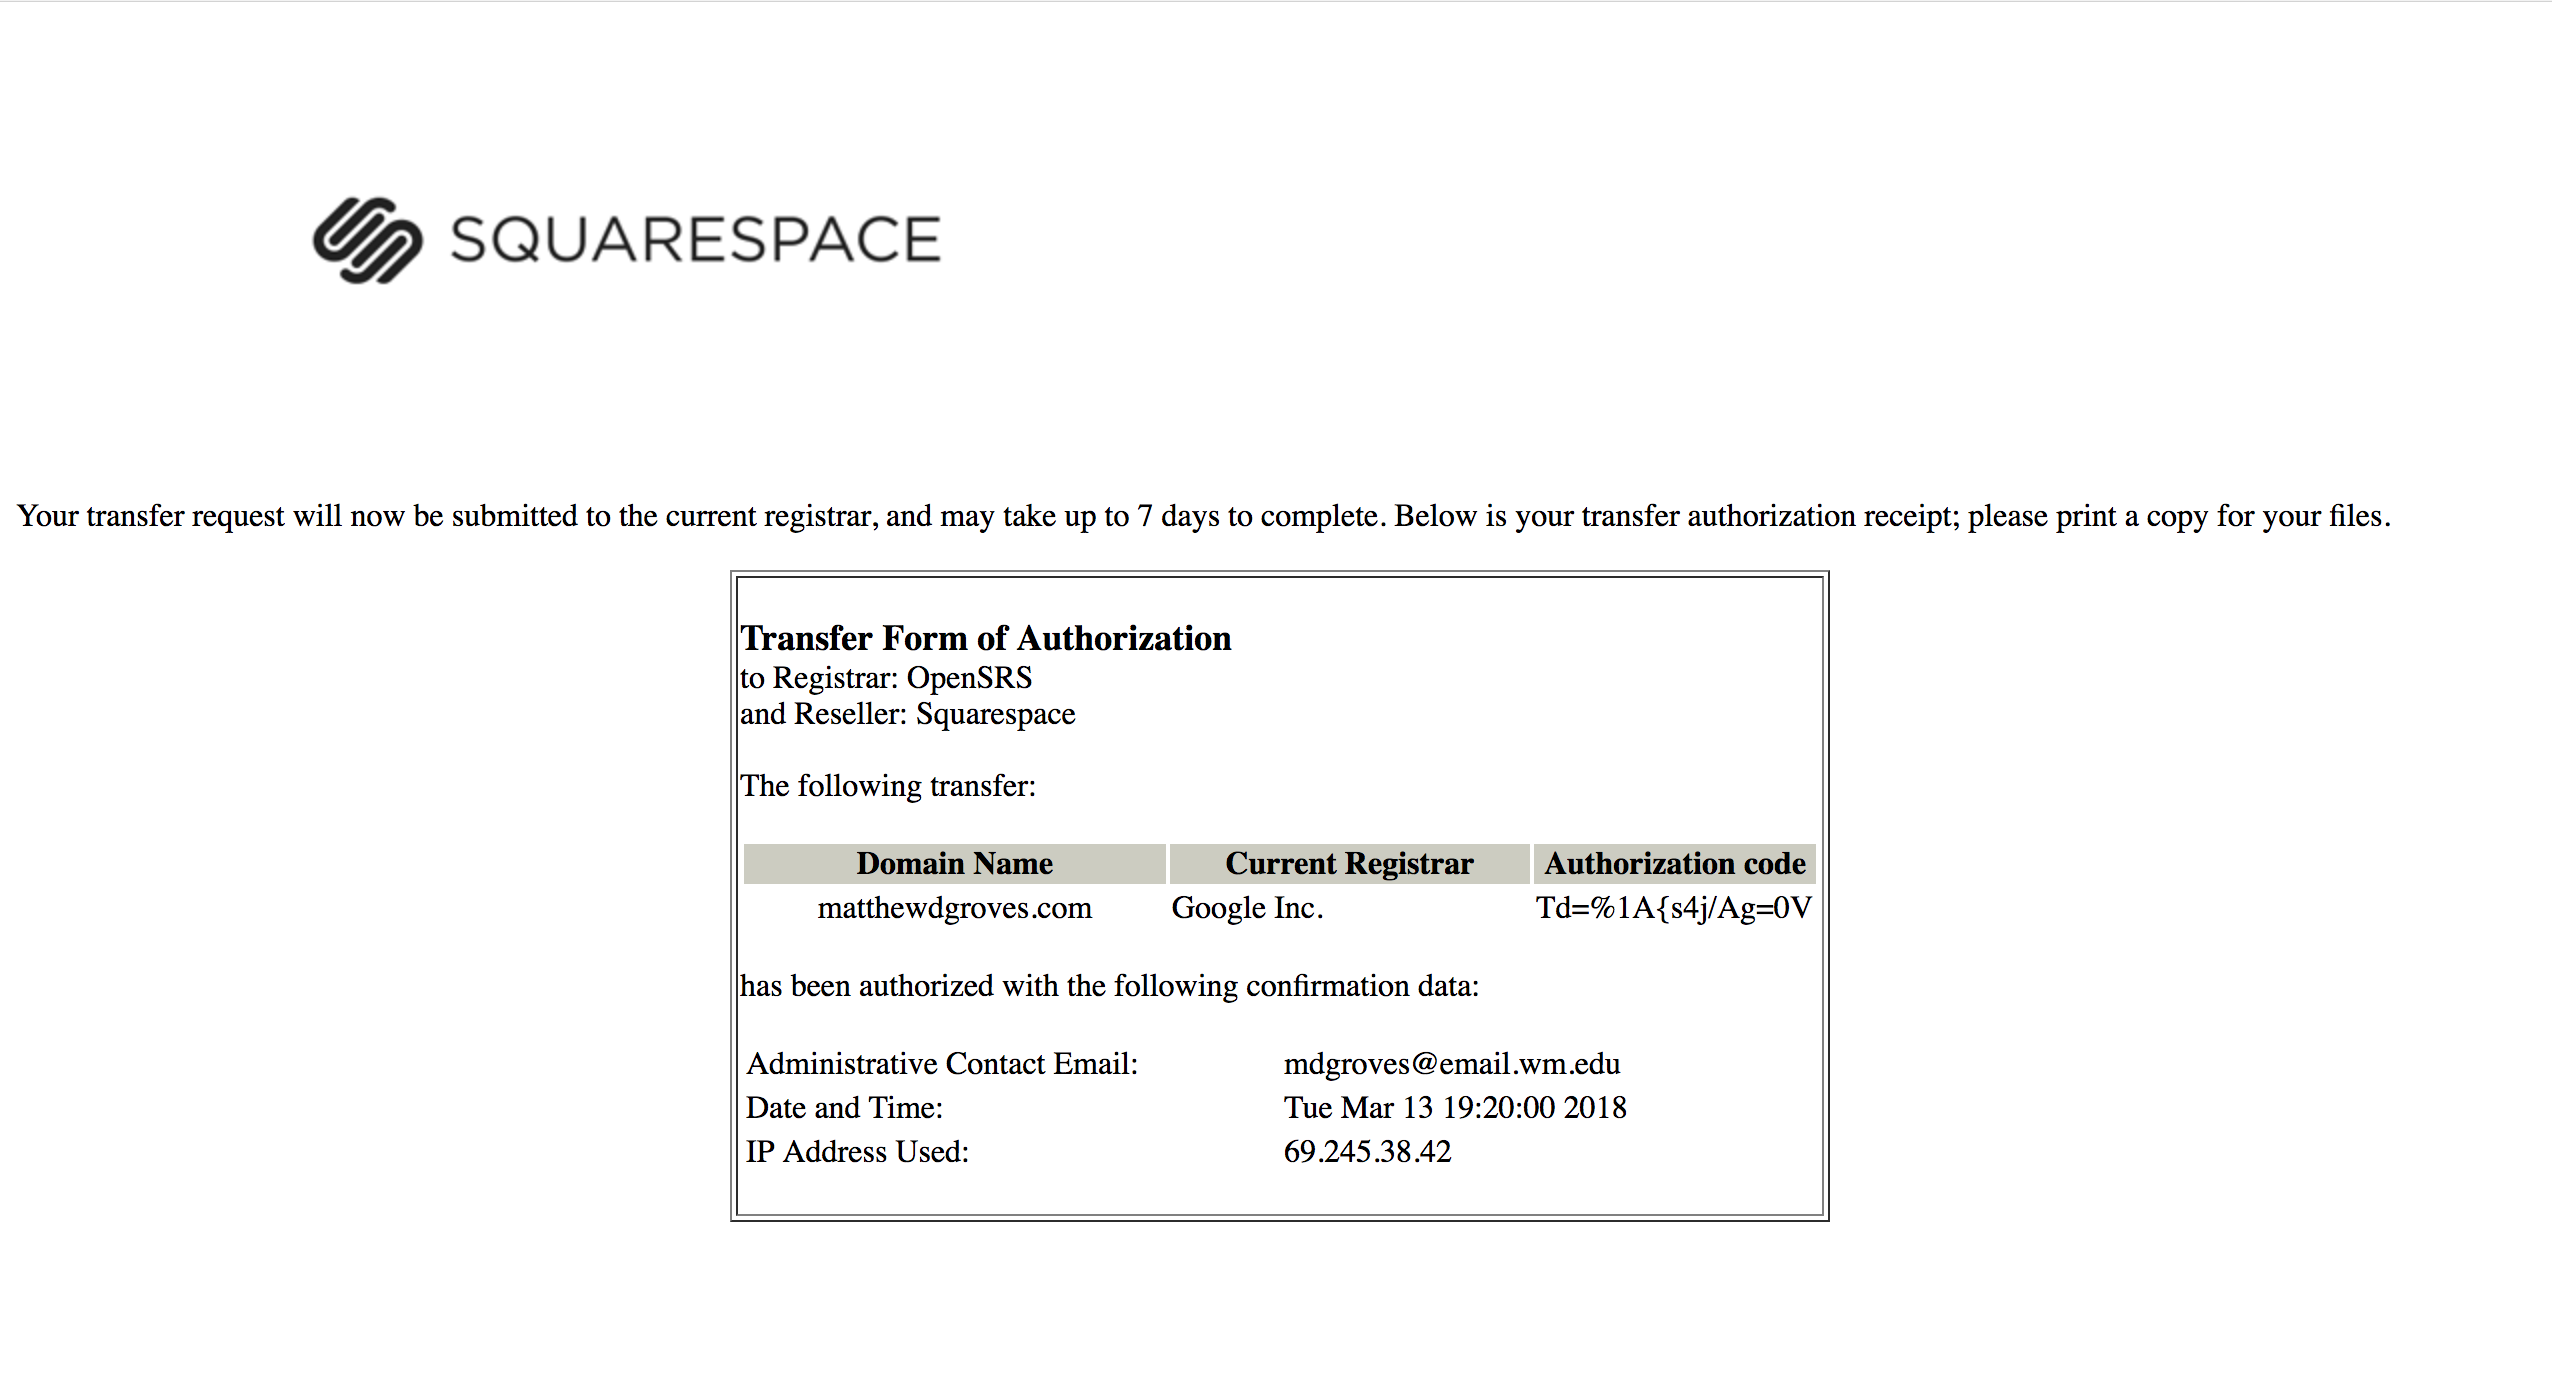 SQUARESPACE
Your transfer request will now be submitted to the current registrar, and may take up to 7 days to complete. Below is your transfer authorization receipt; please print a copy for your files.
Transfer Form of Authorization
to Registrar: OpenSRS
and Reseller: Squarespace
The following transfer:
Domain Name Current Registrar Authorization code
matthewdgroves.com Google Inc. Td=%1A{s4j/Ag=0V
has been authorized with the following confirmation data:
Administrative Contact Email: mdgroves@email.wm.edu
Date and Time: Tue Mar 13 19:20:00 2018
IP Address Used: 69.245.38.42